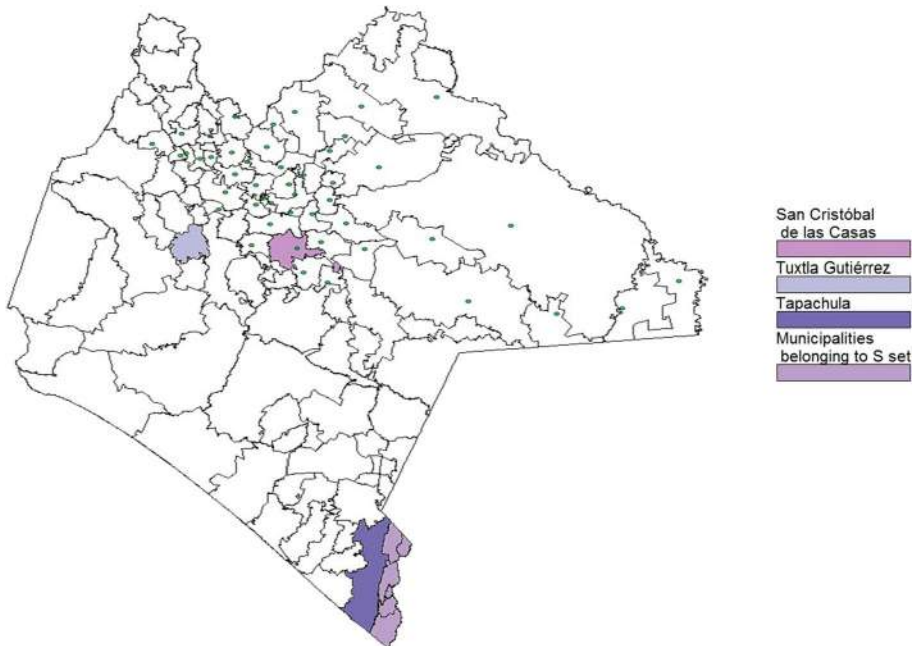 San Cristóbal
de las Casas
Tuxtla Gutiérrez
Tapachula
Municipalities
belonging to S set